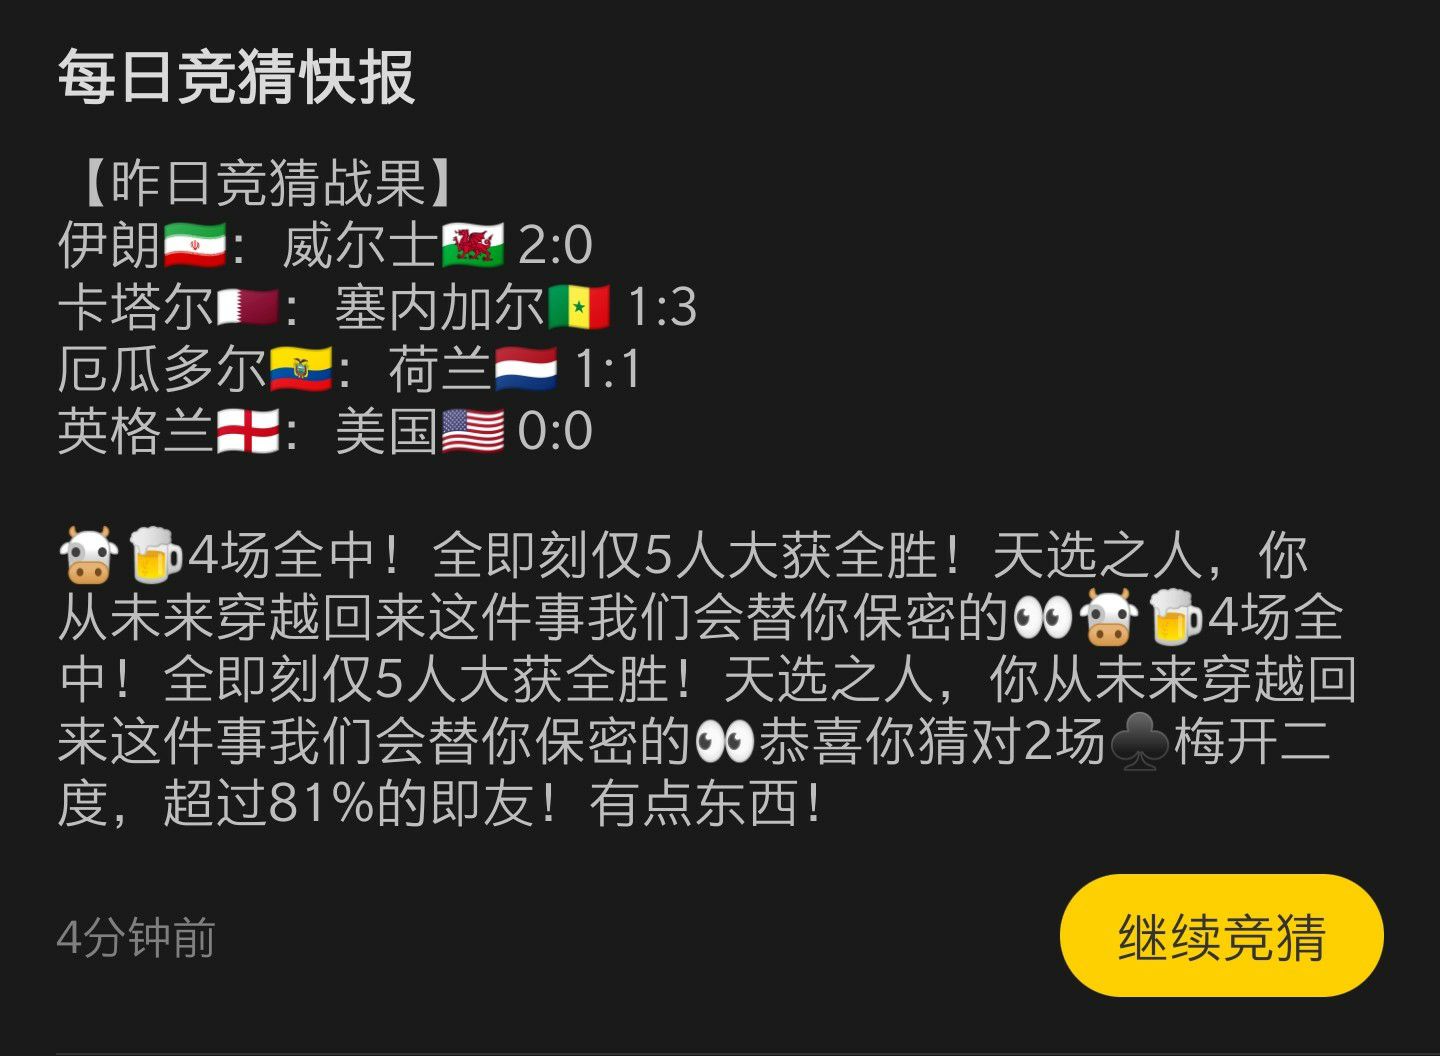 每日竞猜快报
【昨日竞猜战果】
伊朗🇮🇷：威尔士🏴󠁧󠁢󠁷󠁬󠁳󠁿 2:0
卡塔尔🇶🇦：塞内加尔🇸🇳 1:3
厄瓜多尔🇪🇨：荷兰🇳🇱 1:1
英格兰🏴󠁧󠁢󠁥󠁮󠁧󠁿：美国🇺🇸 0:0
🐮🍺4场全中！全即刻仅5人大获全胜！天选之人，你
从未来穿越回来这件事我们会替你保密的👀🐮🍺4场全
中！全即刻仅5人大获全胜！天选之人，你从未来穿越回
来这件事我们会替你保密的👀恭喜你猜对2场♣️梅开二
度，超过81%的即友！有点东西！
4分钟前
继续竞猜